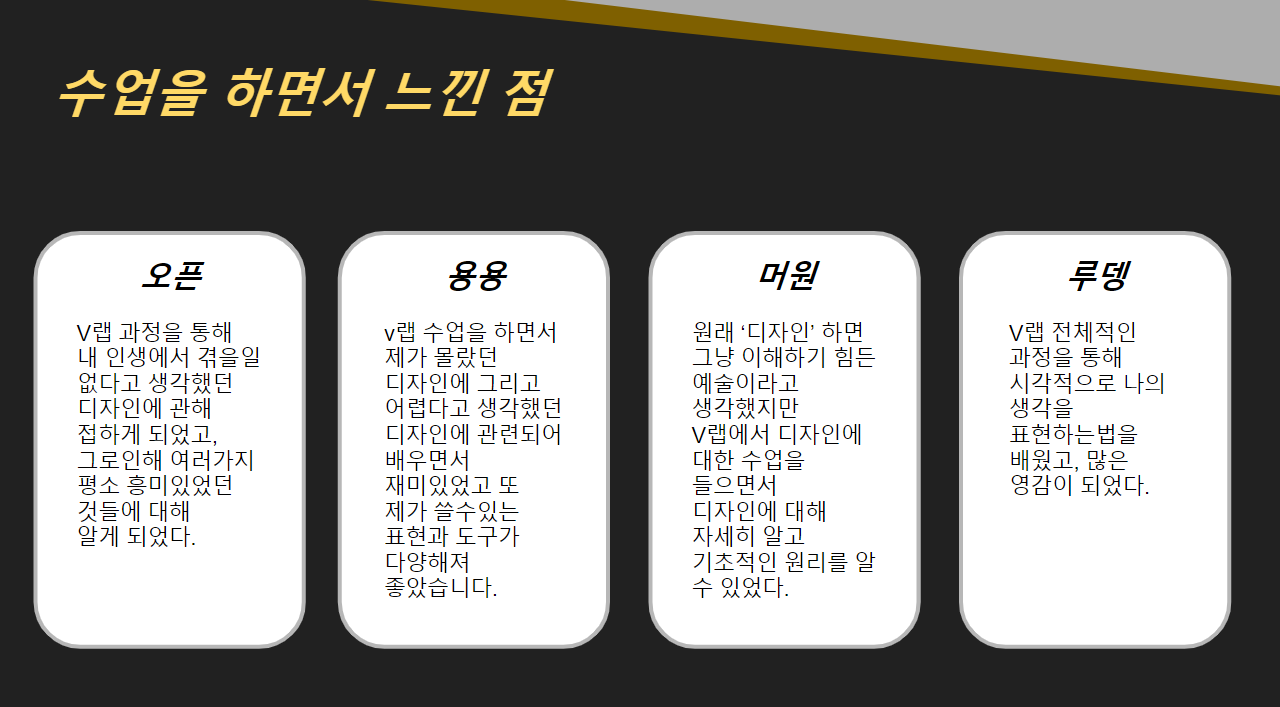 수업을 하면서 느낀 점
오픈
V랩 과정을 통해
내 인생에서 겪을일
없다고 생각했던
디자인에 관해
접하게 되었고,
그로인해 여러가지
평소 흥미있었던
것들에 대해
알게 되었다.
용용
v랩 수업을 하면서
제가 몰랐던
디자인에 그리고
어렵다고 생각했던
디자인에 관련되어
배우면서
재미있었고 또
제가 쓸수있는
표현과 도구가
다양해져
좋았습니다.
머원
원래 ‘디자인’ 하면
그냥 이해하기 힘든
예술이라고
생각했지만
V랩에서 디자인에
대한 수업을
들으면서
디자인에 대해
자세히 알고
기초적인 원리를 알
수 있었다.
루뎅
V랩 전체적인
과정을 통해
시각적으로 나의
생각을
표현하는법을
배웠고, 많은
영감이 되었다.